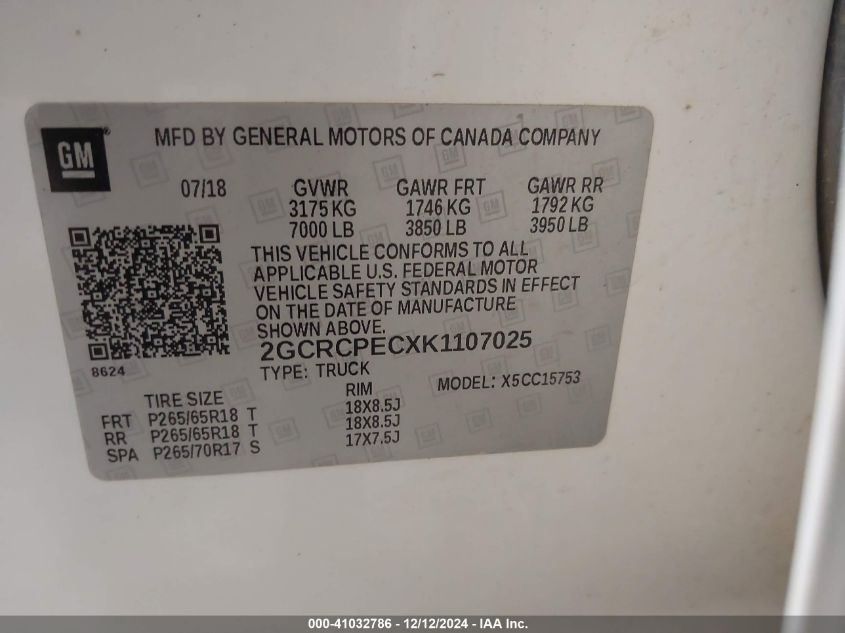 GM®
MFD BY GENERAL MOTORS OF CANADA COMPANY
07/18 GVWR GAWR FRT GAWR RR
3175 KG 1746 KG 1792 KG
7000 LB 3850 LB 3950 LB
THIS VEHICLE CONFORMS TO ALL
APPLICABLE U.S. FEDERAL MOTOR
VEHICLE SAFETY STANDARDS IN EFFECT
ON THE DATE OF MANUFACTURE
SHOWN ABOVE.
2GCRCPECXK1107025
8624
TYPE: TRUCK MODEL: X5CC15753
TIRE SIZE RIM
FRT P265/65R18 T 18X8.5J
RR P265/65R18 T 18X8.5J
SPA P265/70R17 S 17X7.5J
000-41032786 - 12/12/2024 - IAA Inc.